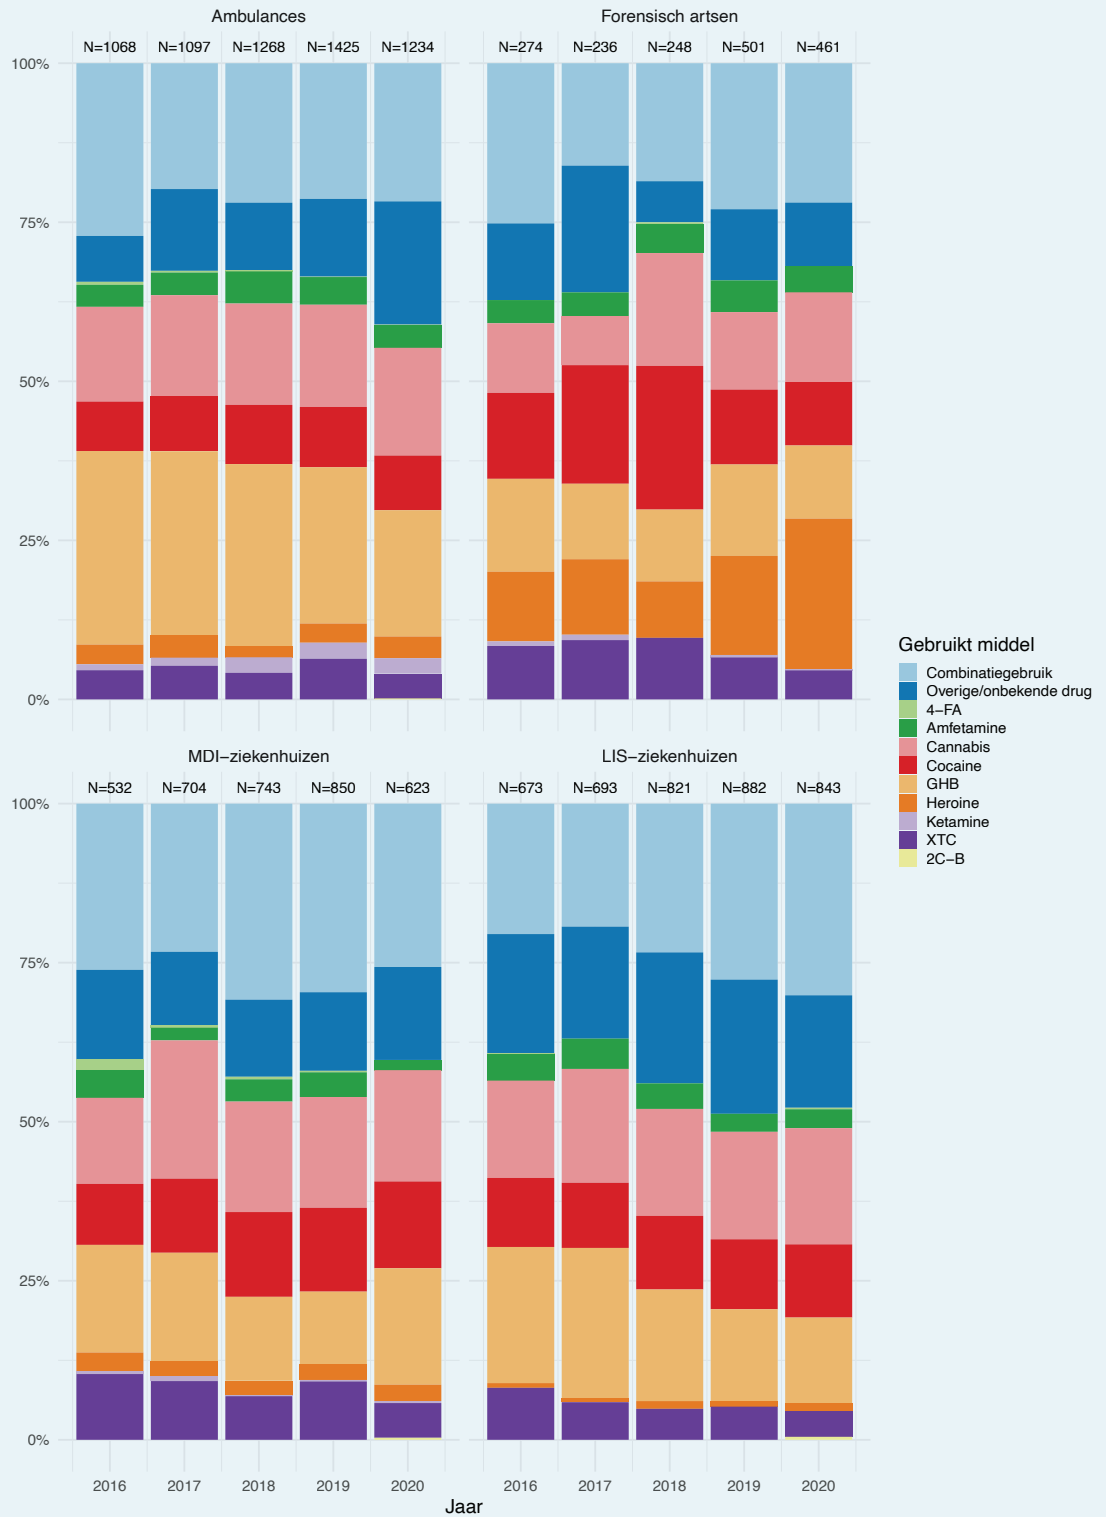 Ambulances
Forensisch artsen
N=1068 N=1097 N=1268 N=1425 N=1234
N=274 N=236 N=248 N=501 N=461
100%
75%
50%
25%
0%
MDI−ziekenhuizen
LIS−ziekenhuizen
N=532 N=704 N=743 N=850 N=623
N=673 N=693 N=821 N=882 N=843
100%
75%
50%
25%
0%
2016 2017 2018 2019 2020
2016 2017 2018 2019 2020
Jaar
Gebruikt middel
Combinatiegebruik
Overige/onbekende drug
4−FA
Amfetamine
Cannabis
Cocaine
GHB
Heroine
Ketamine
XTC
2C−B